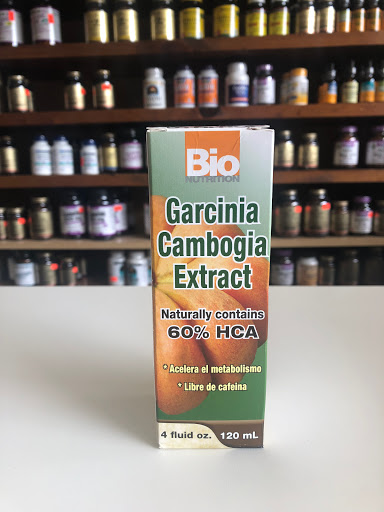 Bio
NUTRITION
Garcinia
Cambogia
Extract
Naturally contains
60% HCA
* Acelera el metabolismo
* Libre de cafeina
4 fluid oz. 120 mL